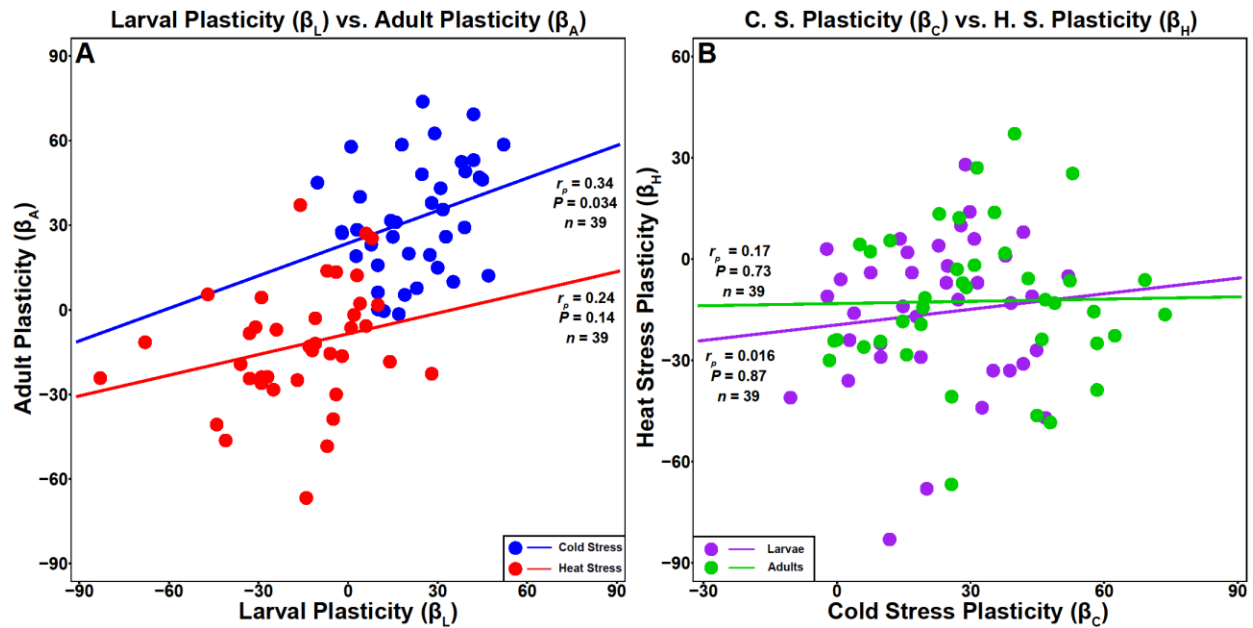 Larval Plasticity (βL) vs. Adult Plasticity (βA)
A
90
60
30
0
−30
−60
−90
Adult Plasticity (βA)
rp = 0.34
P = 0.034
n = 39
rp = 0.24
P = 0.14
n = 39
Cold Stress
Heat Stress
−90
−60
−30
0
30
60
90
Larval Plasticity (βL)
C. S. Plasticity (βC) vs. H. S. Plasticity (βH)
B
60
30
0
−30
−60
−90
Heat Stress Plasticity (βH)
rp = 0.17
P = 0.73
n = 39
rp = 0.016
P = 0.87
n = 39
Larvae
Adults
−30
0
30
60
90
Cold Stress Plasticity (βC)